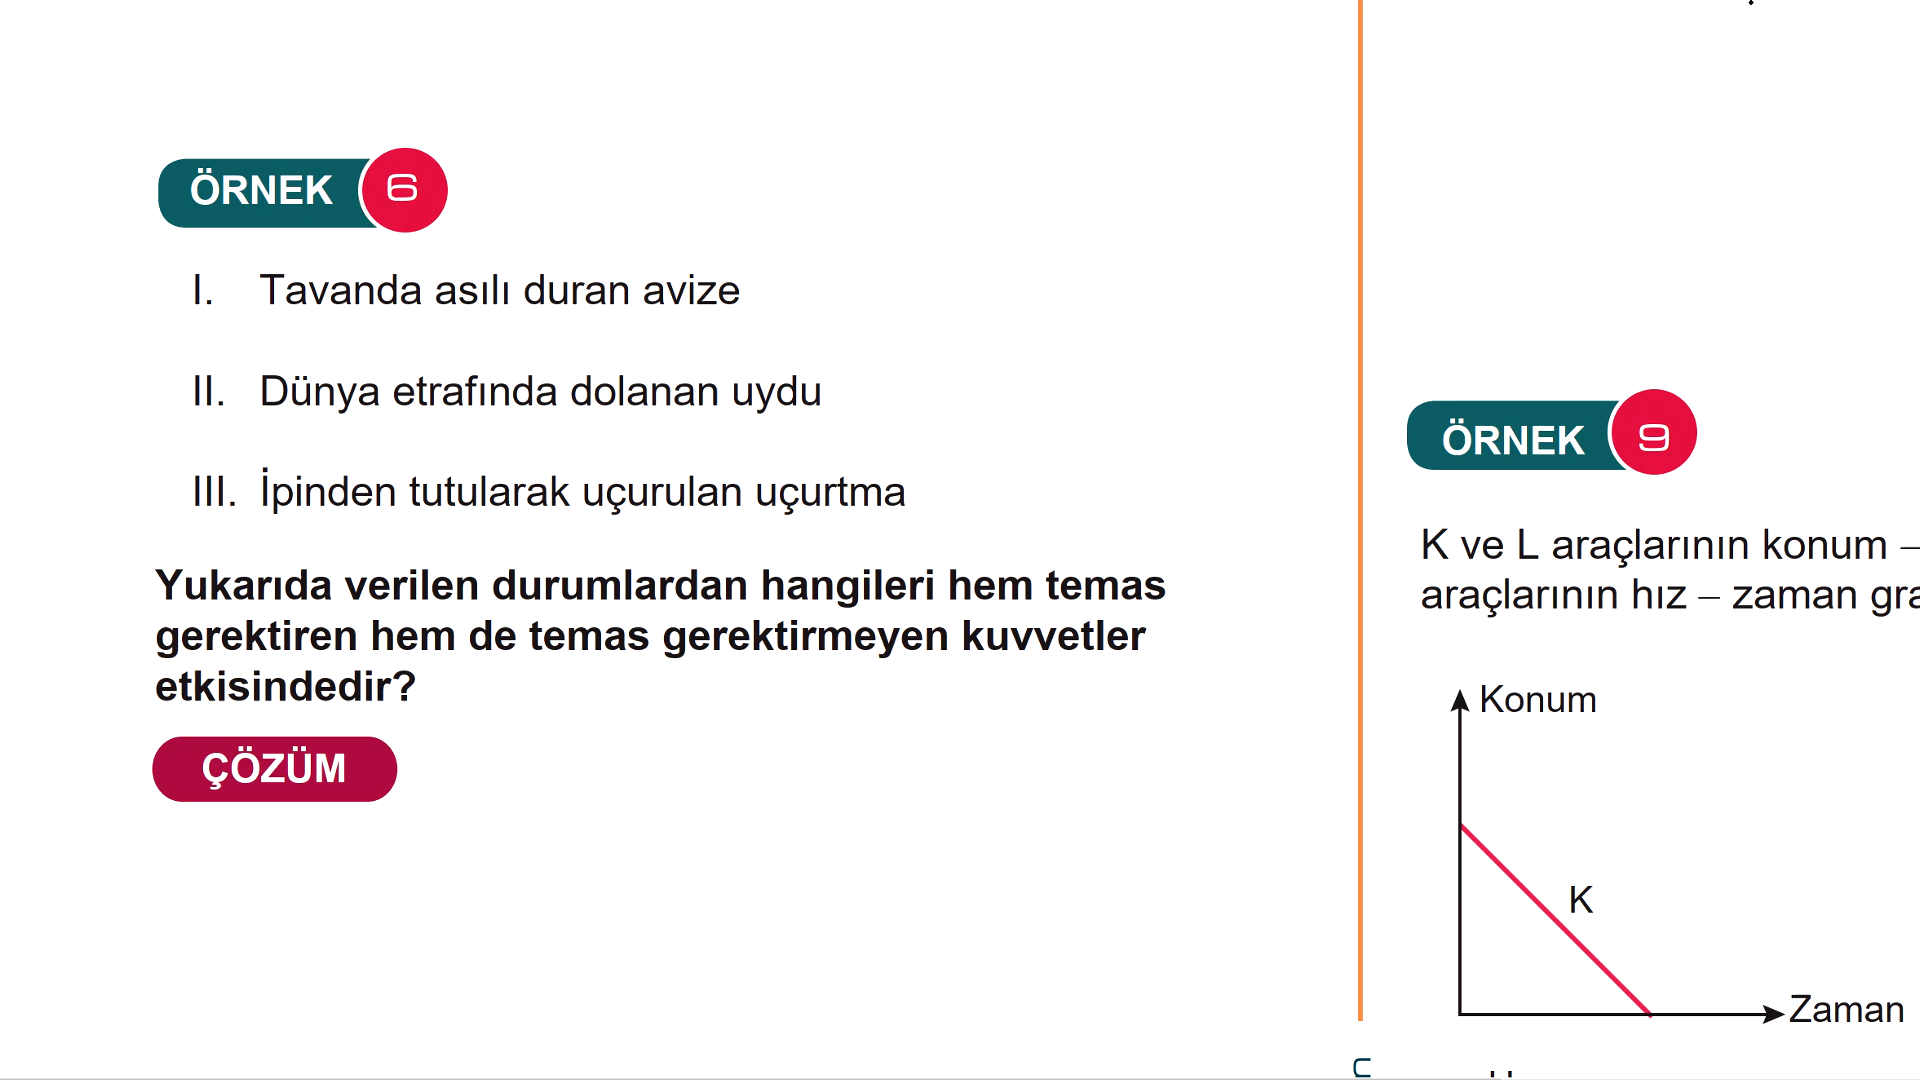 ÖRNEK 6
I. Tavanda asılı duran avize
II. Dünya etrafında dolanan uydu
III. İpinden tutularak uçurulan uçurtma
Yukarıda verilen durumlardan hangileri hem temas
gerektiren hem de temas gerektirmeyen kuvvetler
etkisindedir?
ÇÖZÜM
ÖRNEK 9
K ve L araçlarının konum –
araçlarının hız – zaman
Konum
K
Zaman